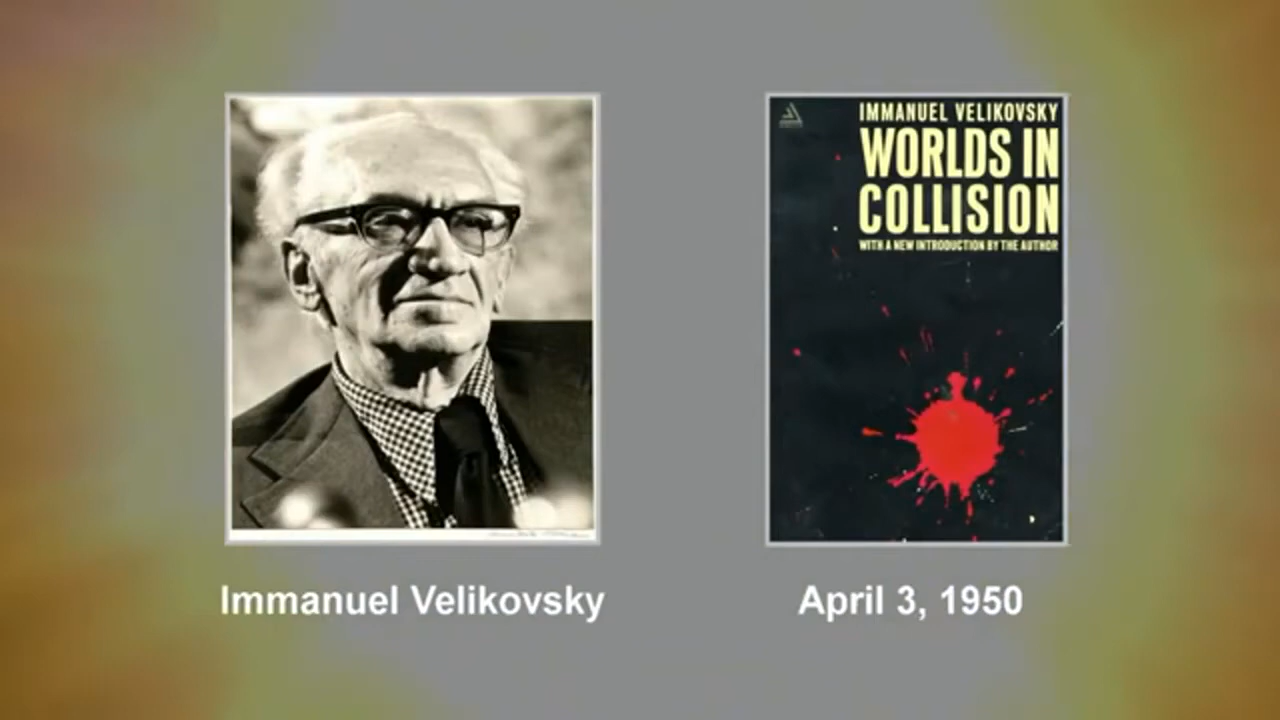 IMMANUEL VELIKOVSKY
WORLDS IN
COLLISION
WITH A NEW INTRODUCTION BY THE AUTHOR
Immanuel Velikovsky
April 3, 1950